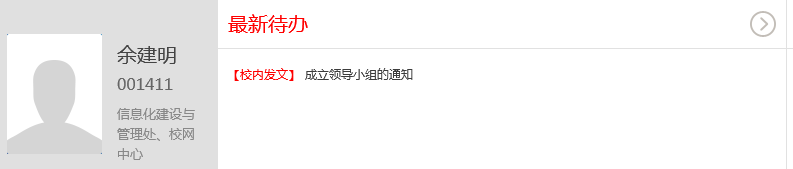 余建明
001411
信息化建设与
管理处、校网
中心
最新待办
【校内发文】 成立领导小组的通知